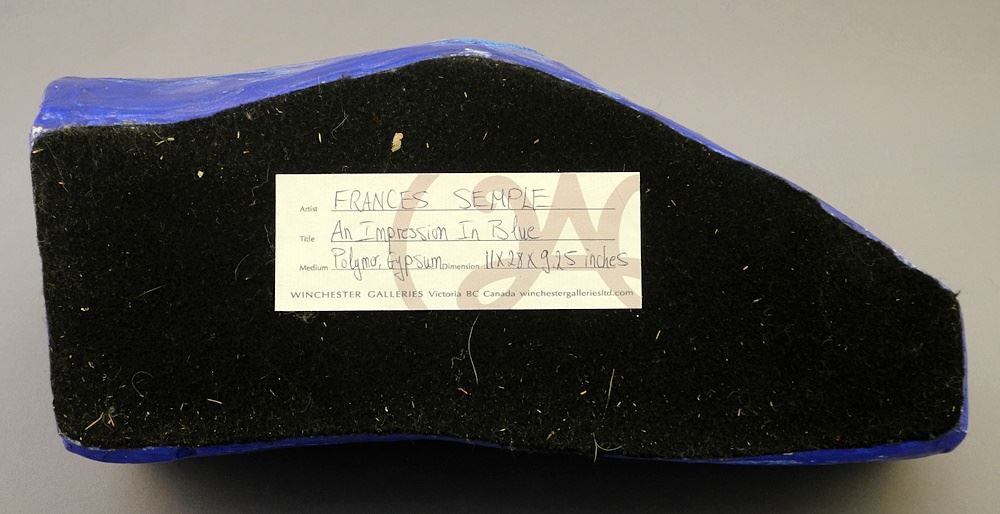 Artist FRANCES SEMPLE
Title An Impression In Blue
Medium Polymr, Gypsum Dimension 11X28X9.25 inches
WINCHESTER GALLERIES Victoria BC Canada winchestergalleriesltd.com